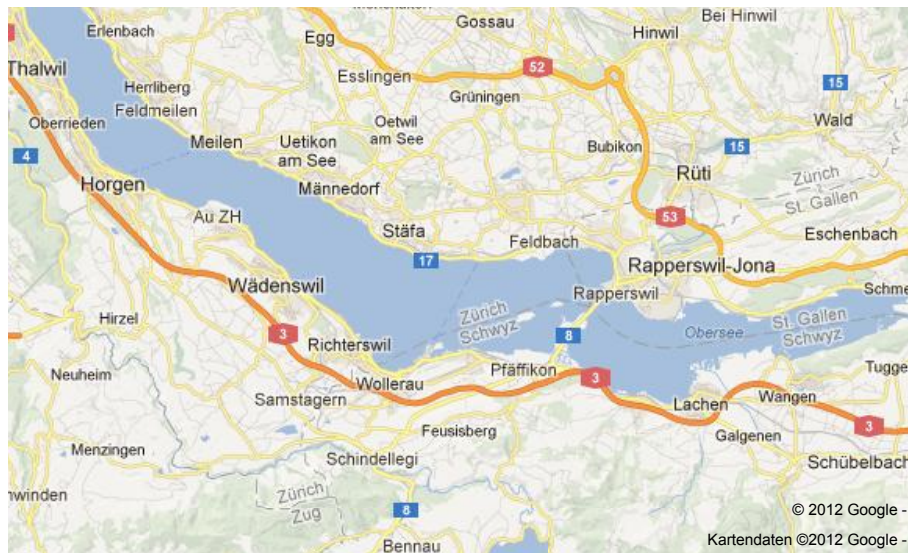 Gossau
Bei Hinwil
Erlenbach
Egg
Hinwil
Thalwil
Esslingen
52
Herrliberg
Grüningen
15
Feldmeilen
Oberrieden
Oetwil
am See
Wald
Meilen
Uetikon
am See
Bubikon
15
4
Rüti
Zürich
St. Gallen
Horgen
Männedorf
Au ZH
Stäfa
53
Feldbach
Eschenbach
17
Rapperswil-Jona
Wädenswil
Rapperswil
Schme
Hirzel
3
Zürich
Schwyz
8
Obersee
St. Gallen
Schwyz
Richterswil
Neuheim
Wollerau
Pfäffikon
3
Tugge
Samstagern
Lachen
Wangen
Menzingen
Feusisberg
Galgenen
3
Schindellegi
Schübelbach
Zürich
Zug
nwinden
8
© 2012 Google -
Bennau
Kartendaten ©2012 Google -